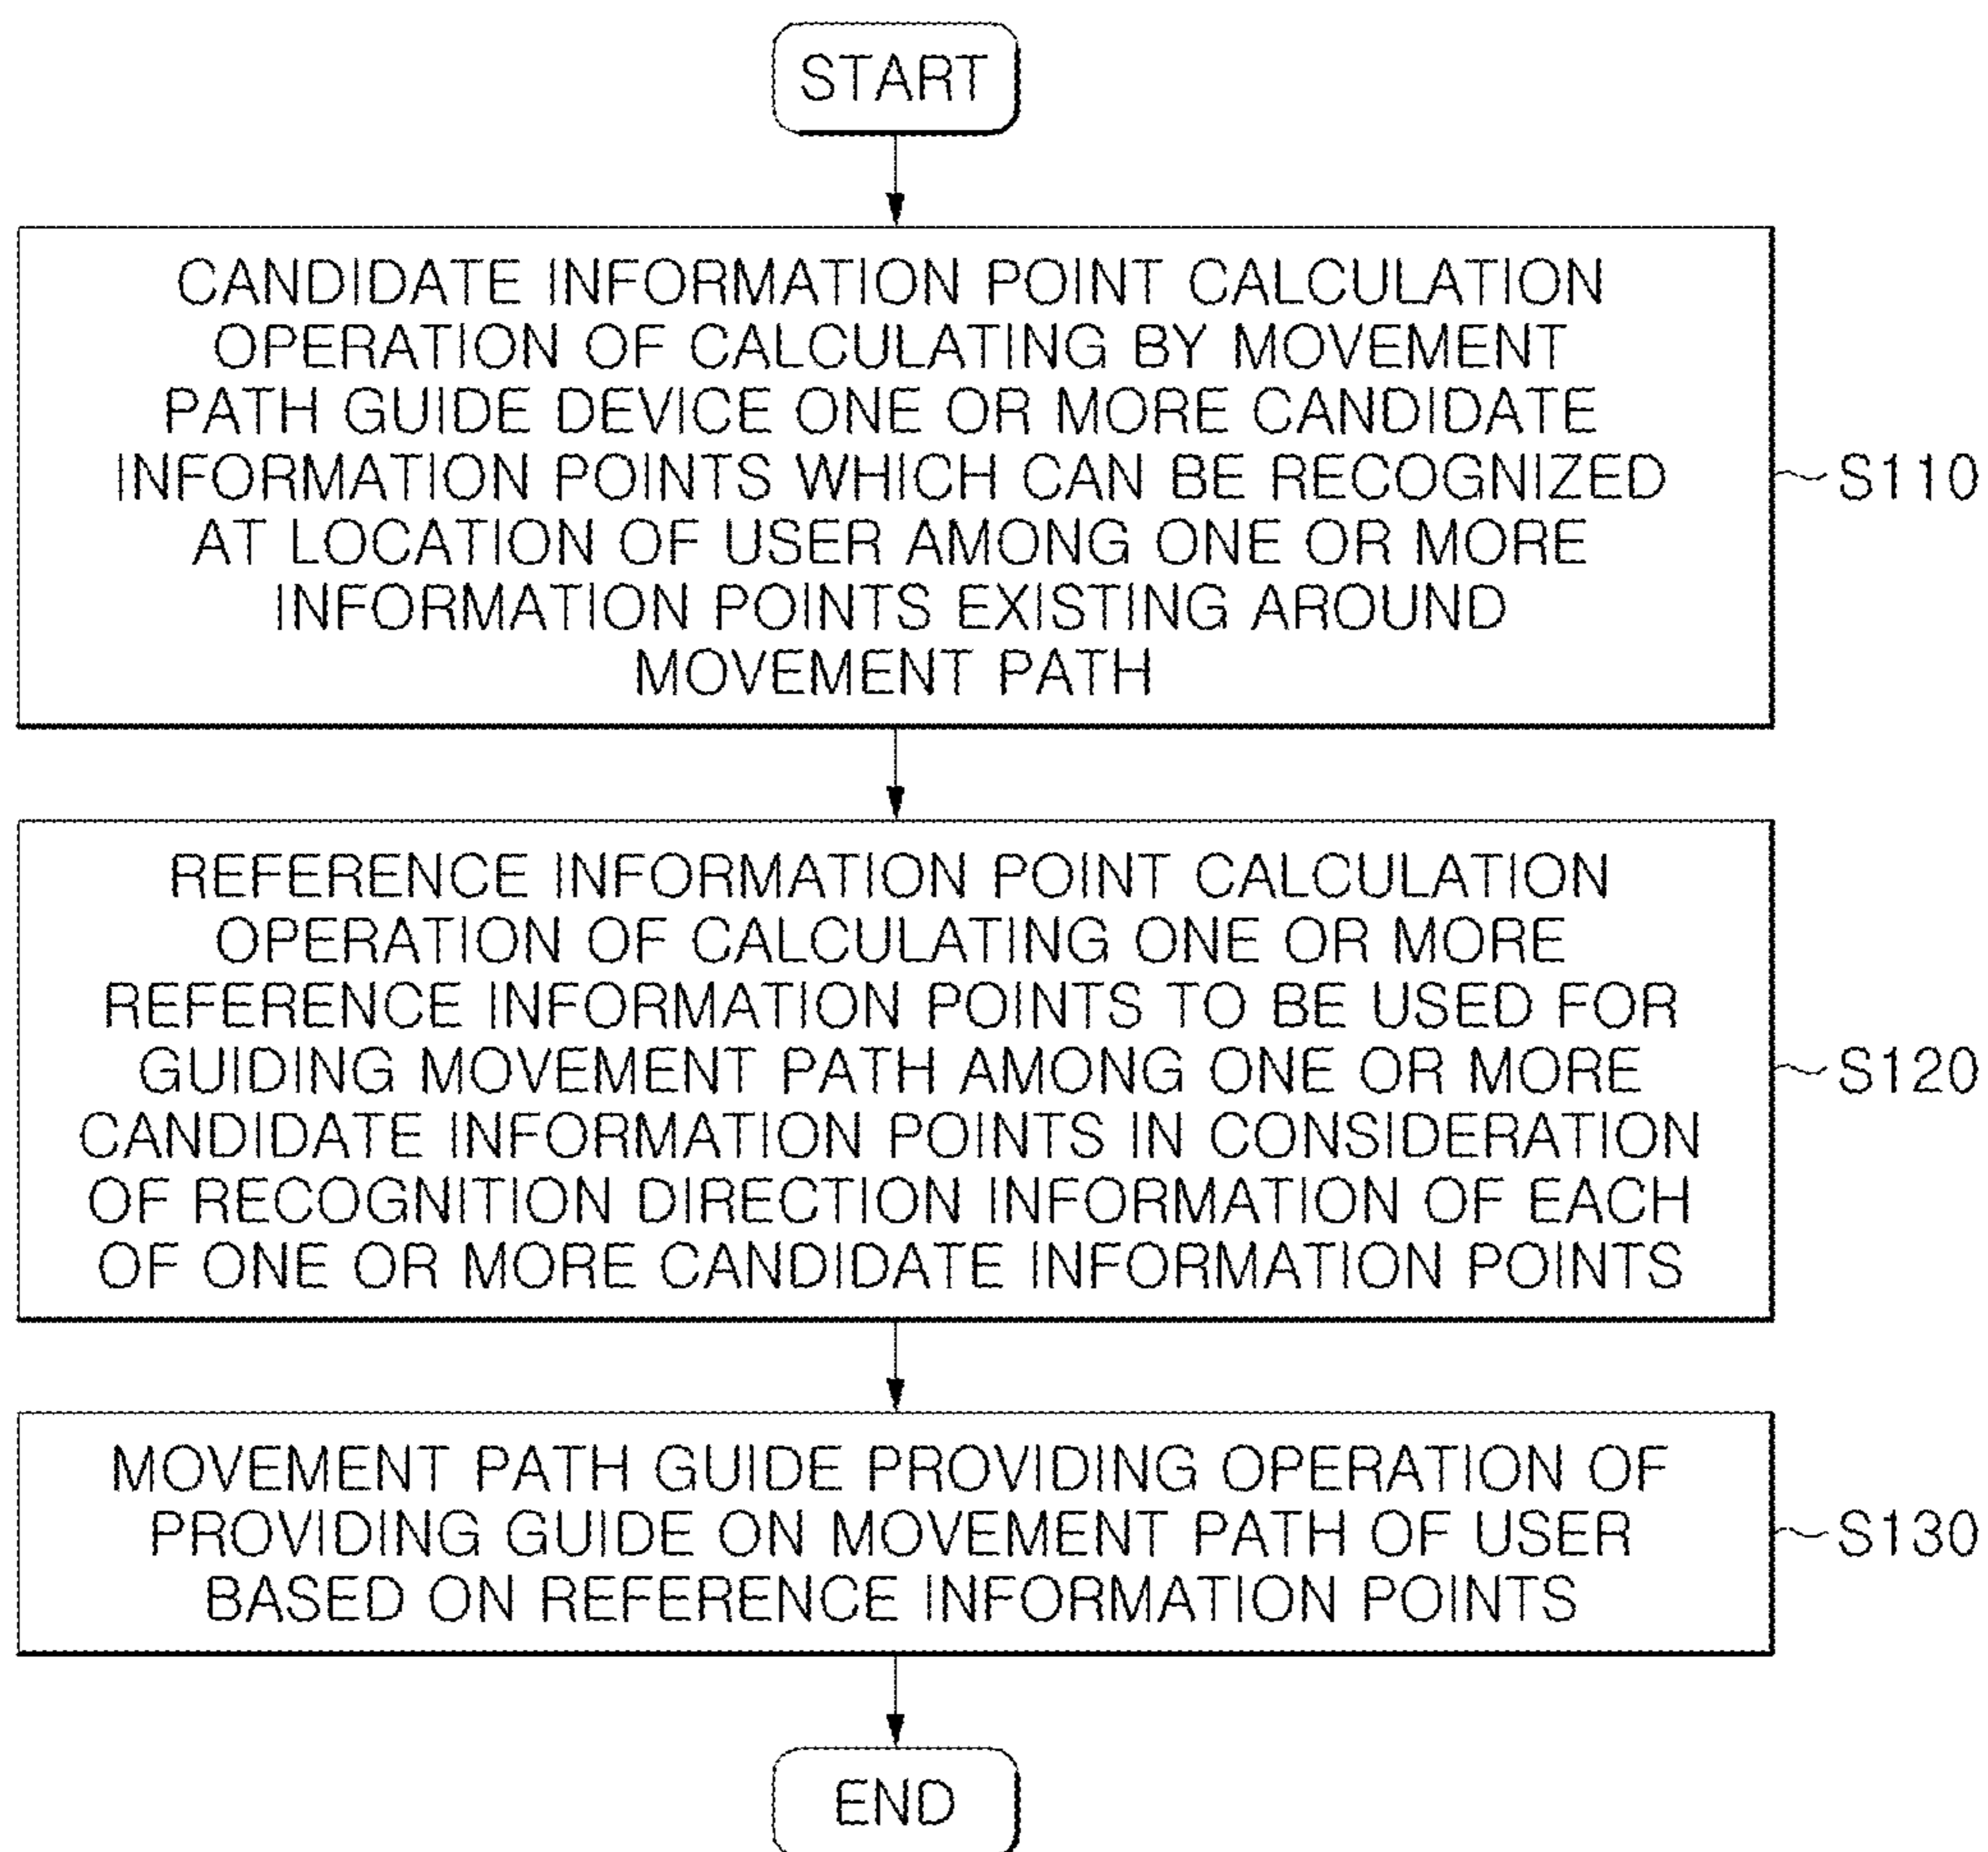 START
CANDIDATE INFORMATION POINT CALCULATION
OPERATION OF CALCULATING BY MOVEMENT
PATH GUIDE DEVICE ONE OR MORE CANDIDATE
INFORMATION POINTS WHICH CAN BE RECOGNIZED
AT LOCATION OF USER AMONG ONE OR MORE
INFORMATION POINTS EXISTING AROUND
MOVEMENT PATH
S110
REFERENCE INFORMATION POINT CALCULATION
OPERATION OF CALCULATING ONE OR MORE
REFERENCE INFORMATION POINTS TO BE USED FOR
GUIDING MOVEMENT PATH AMONG ONE OR MORE
CANDIDATE INFORMATION POINTS IN CONSIDERATION
OF RECOGNITION DIRECTION INFORMATION OF EACH
OF ONE OR MORE CANDIDATE INFORMATION POINTS
S120
MOVEMENT PATH GUIDE PROVIDING OPERATION OF
PROVIDING GUIDE ON MOVEMENT PATH OF USER
BASED ON REFERENCE INFORMATION POINTS
S130
END